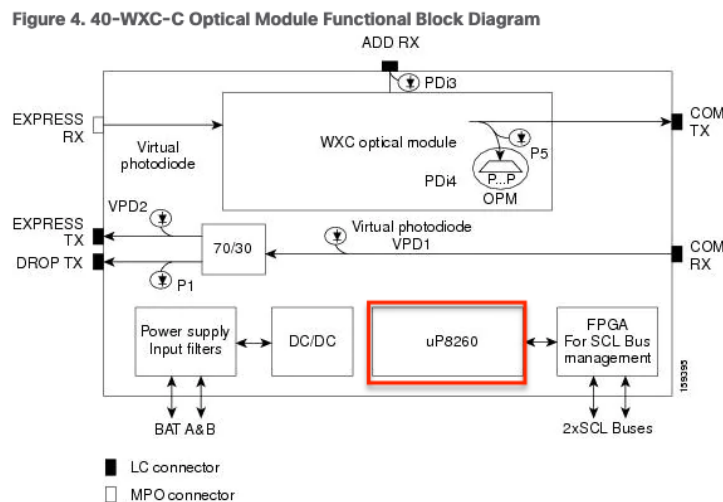 Figure 4. 40-WXC-C Optical Module Functional Block Diagram
ADD RX
PDi3
EXPRESS
RX
Virtual
photodiode
WXC optical module
COM
TX
P5
PDi4
P...P
OPM
VPD2
EXPRESS
TX
DROP TX
70/30
P1
Virtual photodiode
VPD1
COM
RX
Power supply
Input filters
DC/DC
uP8260
FPGA
For SCL Bus
management
159395
BAT A&B
2xSCL Buses
LC connector
MPO connector